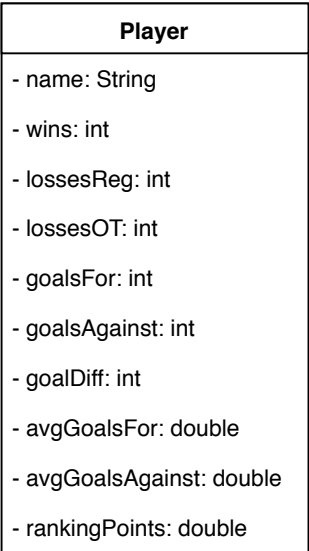 Player
- name: String
- wins: int
- lossesReg: int
- lossesOT: int
- goalsFor: int
- goalsAgainst: int
- goalDiff: int
- avgGoalsFor: double
- avgGoalsAgainst: double
- rankingPoints: double